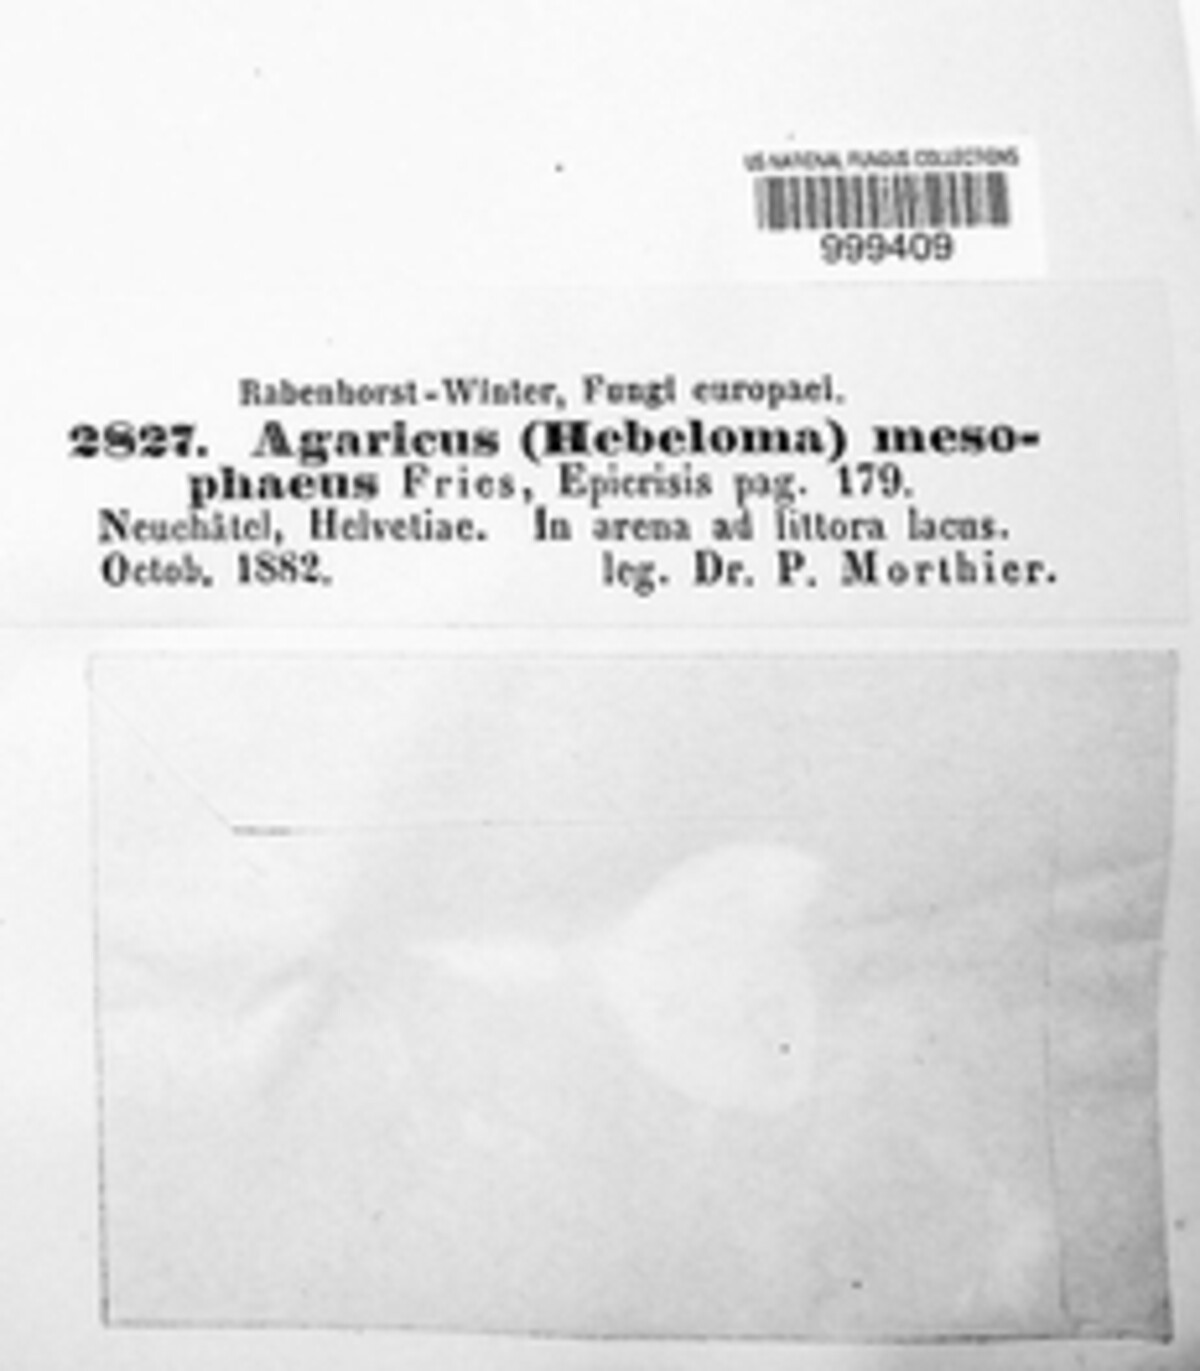 US NATIONAL FUNGUS COLLECTIONS
999409
Rabenhorst-Winter, Fungi europaei.
2827. Agaricus (Hebeloma) meso-
phaeus Fries, Epicrisis pag. 179.
Neuchâtel, Helvetiae. In arena ad littora lacus.
Octob. 1882. leg. Dr. P. Morthier.